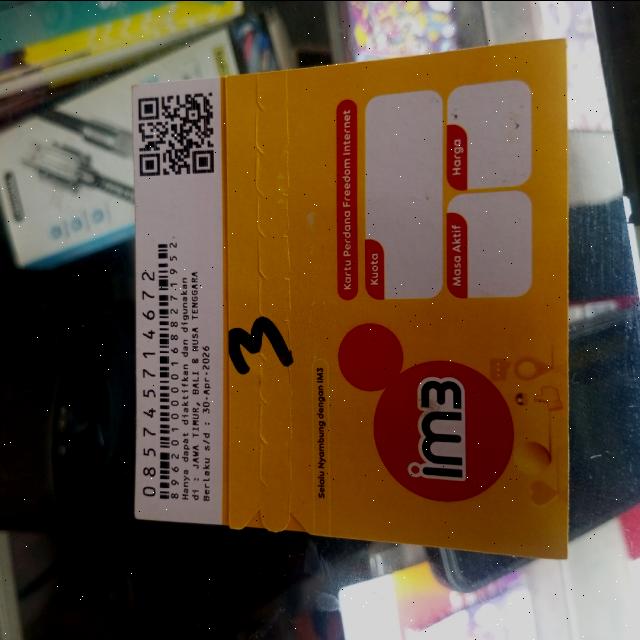 085745714672
89620100001688271952
Hanya dapat diaktifkan dan digunakan
di : JAWA TIMUR, BALI & NUSA TENGGARA
Berlaku s/d : 30-Apr-2026
3
Kartu Perdana Freedom Internet
Kuota
Masa Aktif
Harga
Selalu Nyambung dengan IM3
im3